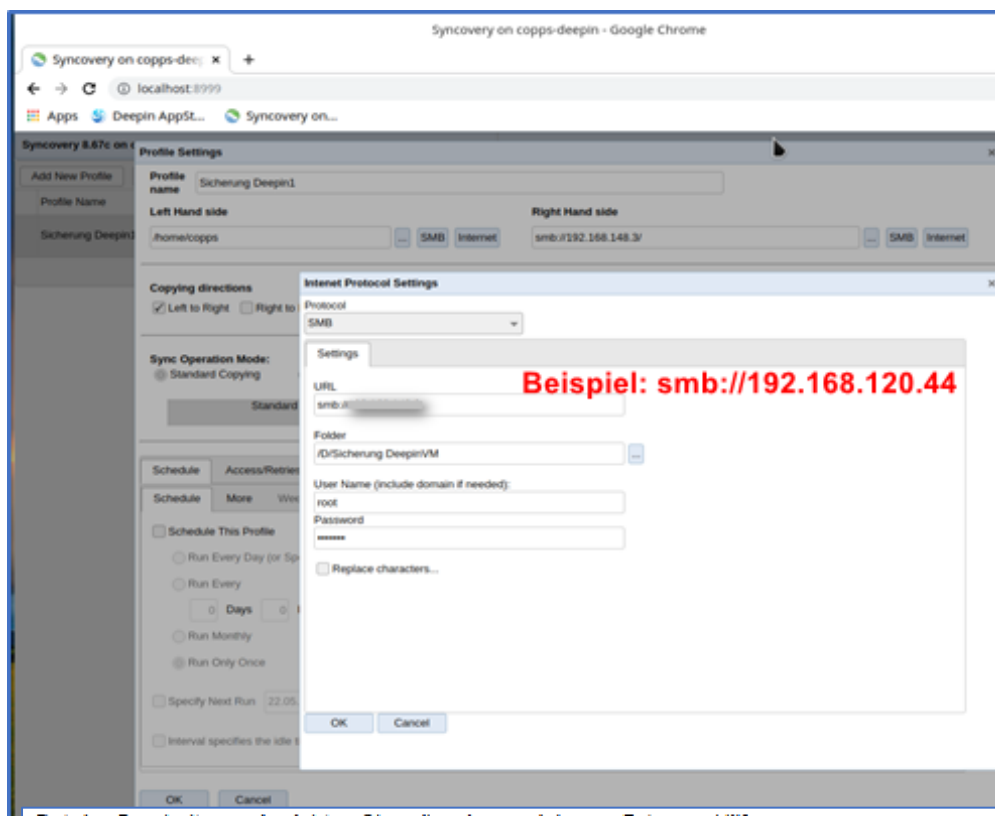 Syncovery on copps-deepin - Google Chrome
Syncovery on copps-deep
localhost:8999
Apps Deepin AppSt... Syncovery on...
Syncovery 8.67c on
Profile Settings
Add New Profile
Profile Name
Sicherung Deepin1
Profile name
Sicherung Deepin1
Left Hand side
Right Hand side
/home/copps
... SMB Internet
smb://192.168.148.3/
... SMB Internet
Copying directions
Left to Right Right to
Sync Operation Mode:
Standard Copying
Standard
Schedule Access/Retries
Schedule More
Schedule This Profile
Run Every Day (or
Run Every
0 Days 0
Run Monthly
Run Only Once
Specify Next Run 22.05.
Interval specifies the idle
OK Cancel
Intenet Protocol Settings
Protocol
SMB
Settings
URL
Beispiel: smb://192.168.120.44
Folder
/D/Sicherung DeepinVM
...
User Name (include domain if needed):
root
Password
Replace characters...
OK Cancel